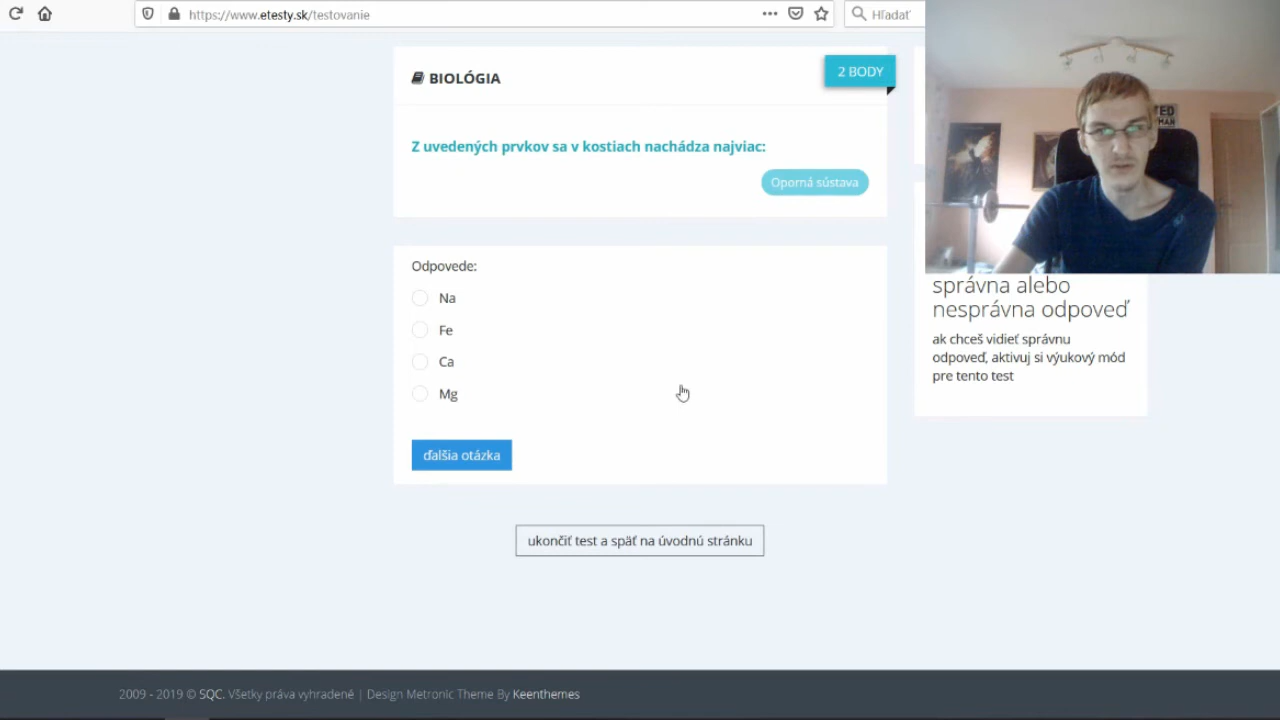 https://www.etesty.sk/testovanie
Hľadať
BIOLÓGIA
2 BODY
Z uvedených prvkov sa v kostiach nachádza najviac:
Oporná sústava
Odpovede:
Na
Fe
Ca
Mg
ďalšia otázka
ukončiť test a späť na úvodnú stránku
správna alebo
nesprávna odpoveď
ak chceš vidieť správnu
odpoveď, aktivuj si výukový mód
pre tento test
2009 - 2019 © SQC. Všetky práva vyhradené | Design Metronic Theme By Keenthemes